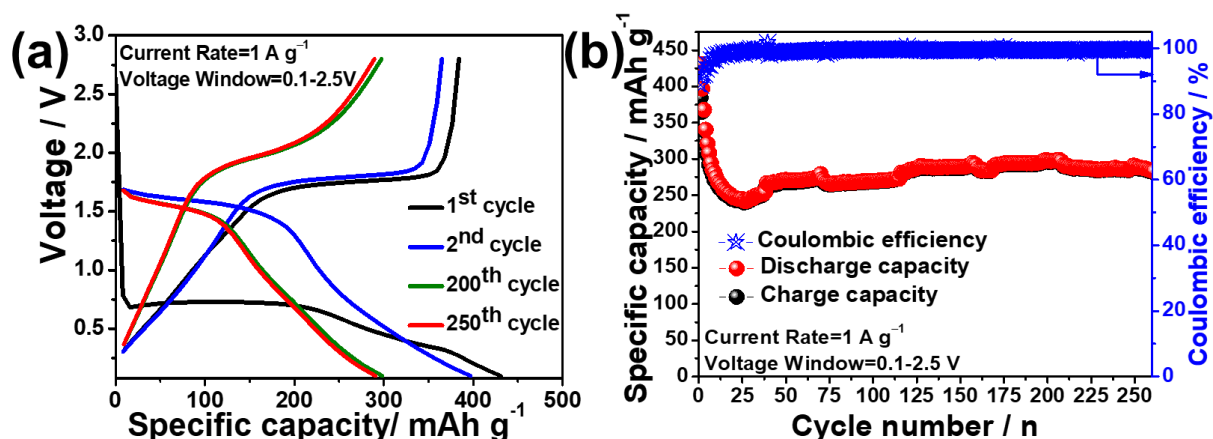 (a)
Current Rate=1 A g⁻¹
Voltage Window=0.1-2.5V
Voltage / V
3.0
2.5
2.0
1.5
1.0
0.5
1st cycle
2nd cycle
200th cycle
250th cycle
0 100 200 300 400 500
Specific capacity/ mAh g⁻¹
(b)
Specific capacity / mAh g⁻¹
450
400
350
300
250
200
150
100
50
0
Coulombic efficiency
Discharge capacity
Charge capacity
Current Rate=1 A g⁻¹
Voltage Window=0.1-2.5 V
0 25 50 75 100 125 150 175 200 225 250
Cycle number / n
100
80
60
40
20
0
Coulombic efficiency / %